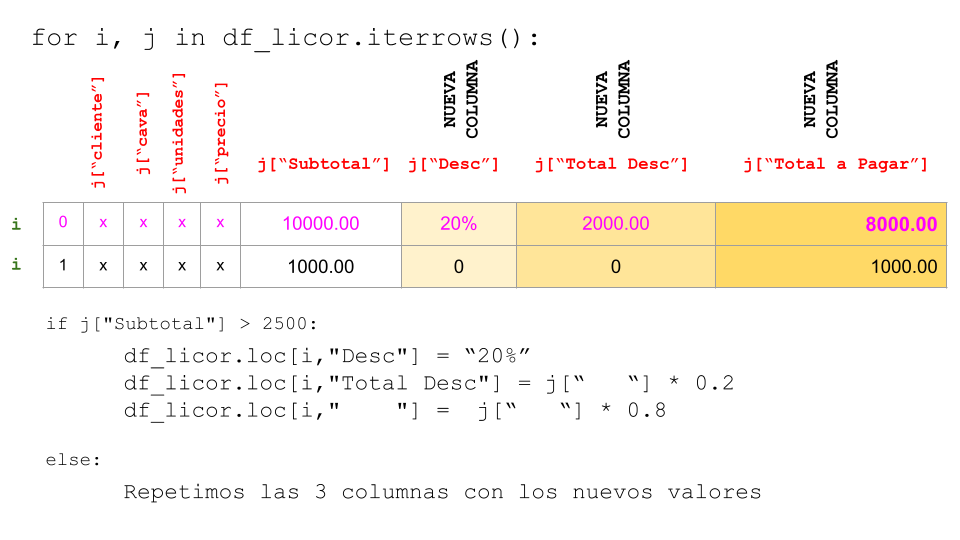 for i, j in df_licor.iterrows():
j[“cliente”]
j[“cava”]
j[“unidades”]
j[“precio”]
j[“Subtotal”]
NUEVA
COLUMNA
j[“Desc”]
NUEVA
COLUMNA
j[“Total Desc”]
NUEVA
COLUMNA
j[“Total a Pagar”]
i 0 x x x x 10000.00 20% 2000.00 8000.00
i 1 x x x x 1000.00 0 0 1000.00
if j["Subtotal"] > 2500:
df_licor.loc[i,"Desc"] = “20%”
df_licor.loc[i,"Total Desc"] = j[“ “] * 0.2
df_licor.loc[i," "] = j[“ “] * 0.8
else:
Repetimos las 3 columnas con los nuevos valores